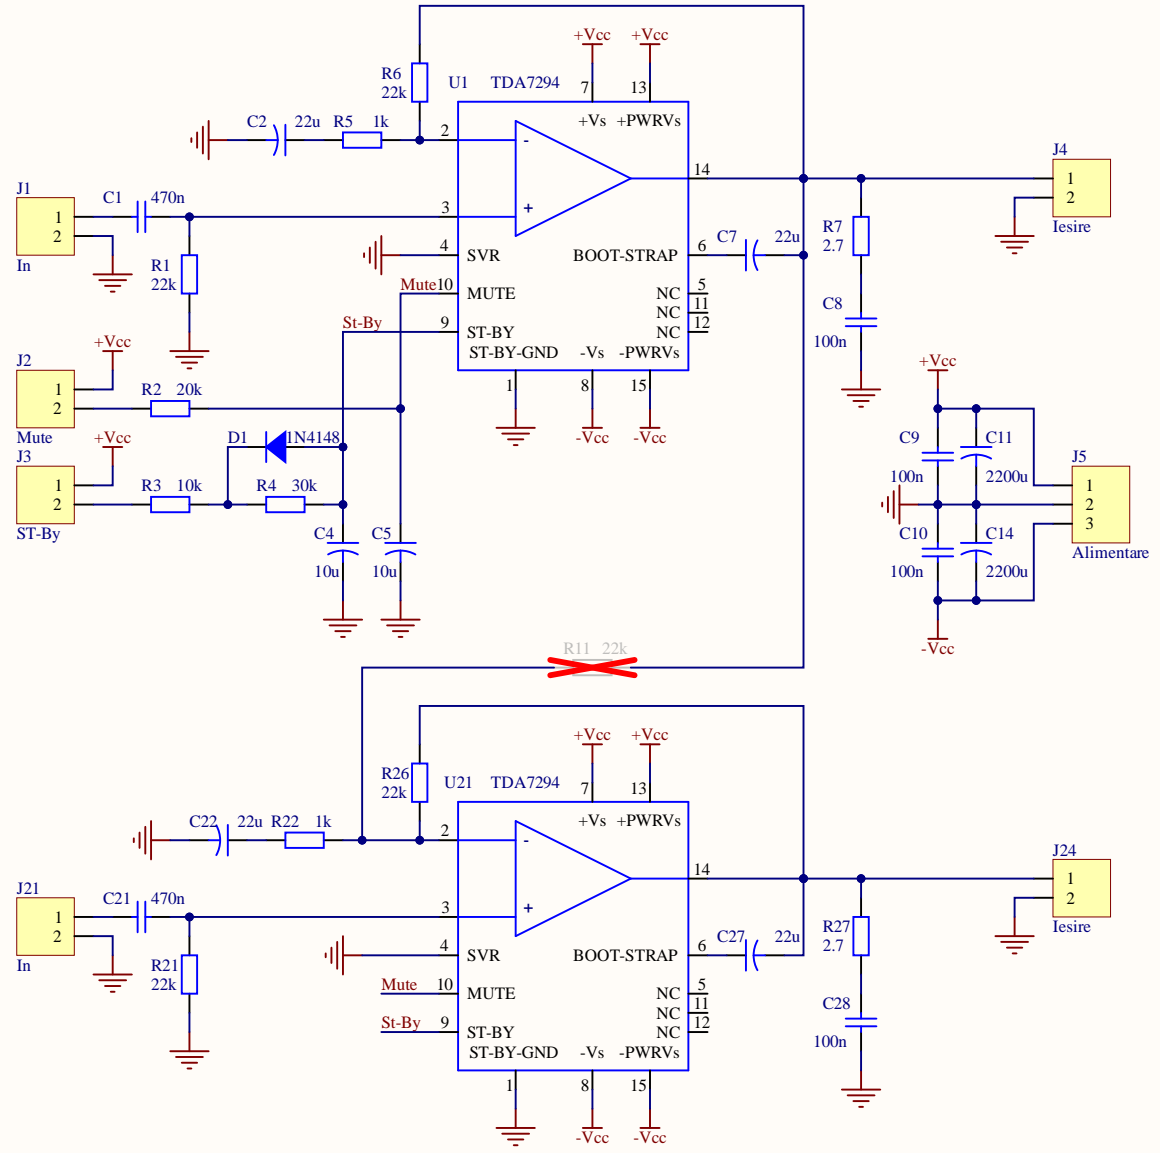 +Vcc +Vcc
R6 22k
U1 TDA7294
7 13
+Vs +PWRVs
C2 22u R5 1k
2 -
J1 C1 470n
1
2
In
3 +
14
J4
1
2
Iesire
R1 22k
4 SVR
BOOT-STRAP 6 C7 22u
R7 2.7
Mute 10 MUTE
NC 5
NC 11
NC 12
St-By 9 ST-BY
ST-BY-GND -Vs -PWRVs
C8
100n
1 8 15
-Vcc -Vcc
J2 +Vcc
1
2
Mute
R2 20k
J3 +Vcc
1
2
ST-By
D1 1N4148
R3 10k R4 30k
C4 C5
10u 10u
+Vcc
C9 C11
100n 2200u
C10 C14
100n 2200u
-Vcc
J5
1
2
3
Alimentare
R11 22k
+Vcc +Vcc
R26 22k
U21 TDA7294
7 13
+Vs +PWRVs
C22 22u R22 1k
2 -
J21 C21 470n
1
2
In
3 +
14
J24
1
2
Iesire
R21 22k
4 SVR
BOOT-STRAP 6 C27 22u
R27 2.7
Mute 10 MUTE
NC 5
NC 11
NC 12
St-By 9 ST-BY
ST-BY-GND -Vs -PWRVs
C28
100n
1 8 15
-Vcc -Vcc